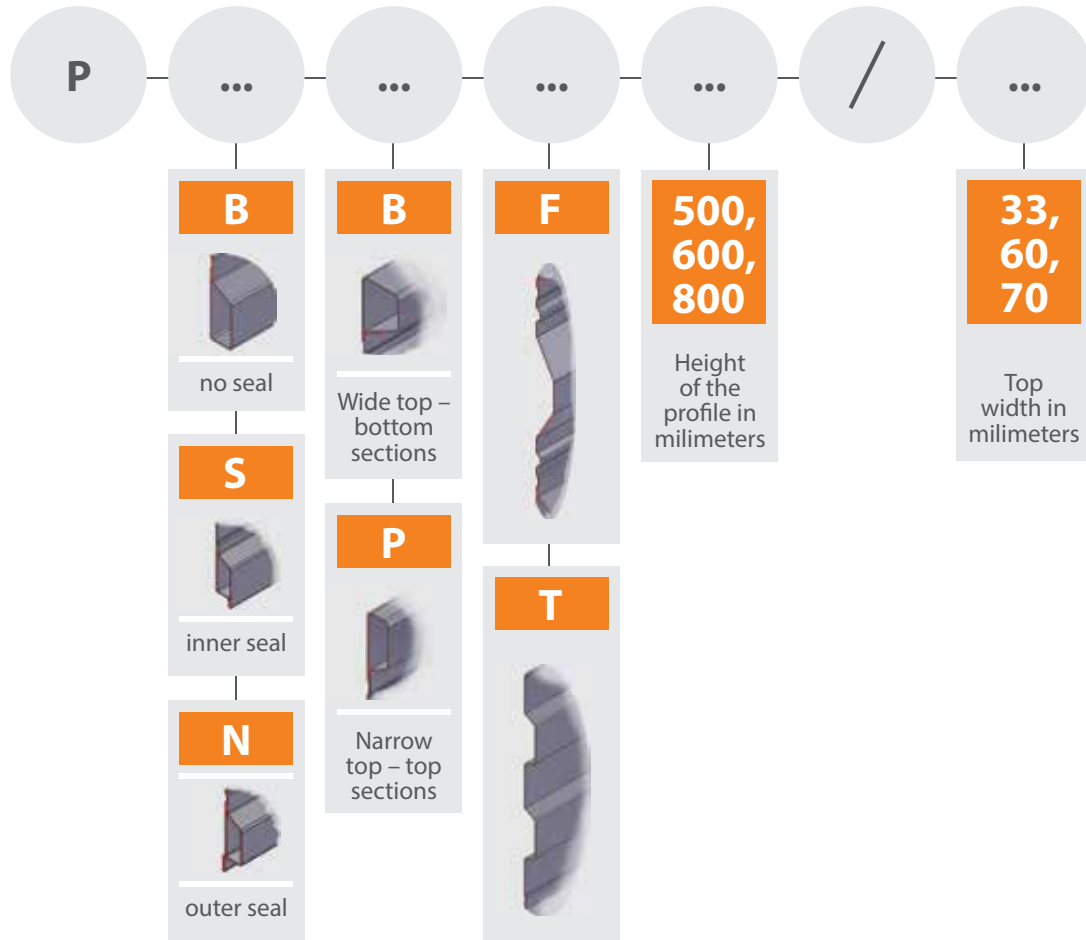 P ... ... ... ... / ...
B
no seal
S
inner seal
N
outer seal
B
Wide top –
bottom
sections
P
Narrow
top – top
sections
F
T
500,
600,
800
Height
of the
profile in
milimeters
33,
60,
70
Top
width in
milimeters